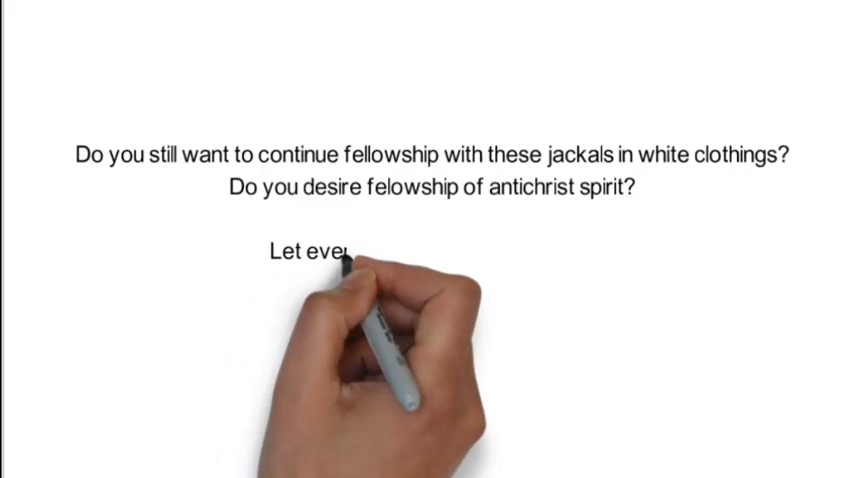 Do you still want to continue fellowship with these jackals in white clothings?
Do you desire felowship of antichrist spirit?
Let